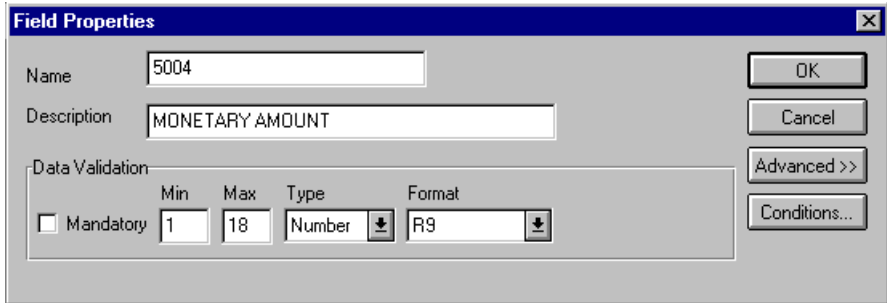 Field Properties
Name 5004 OK
Description MONETARY AMOUNT Cancel
Data Validation Advanced >>
Min Max Type Format
Mandatory 1 18 Number R9 Conditions...